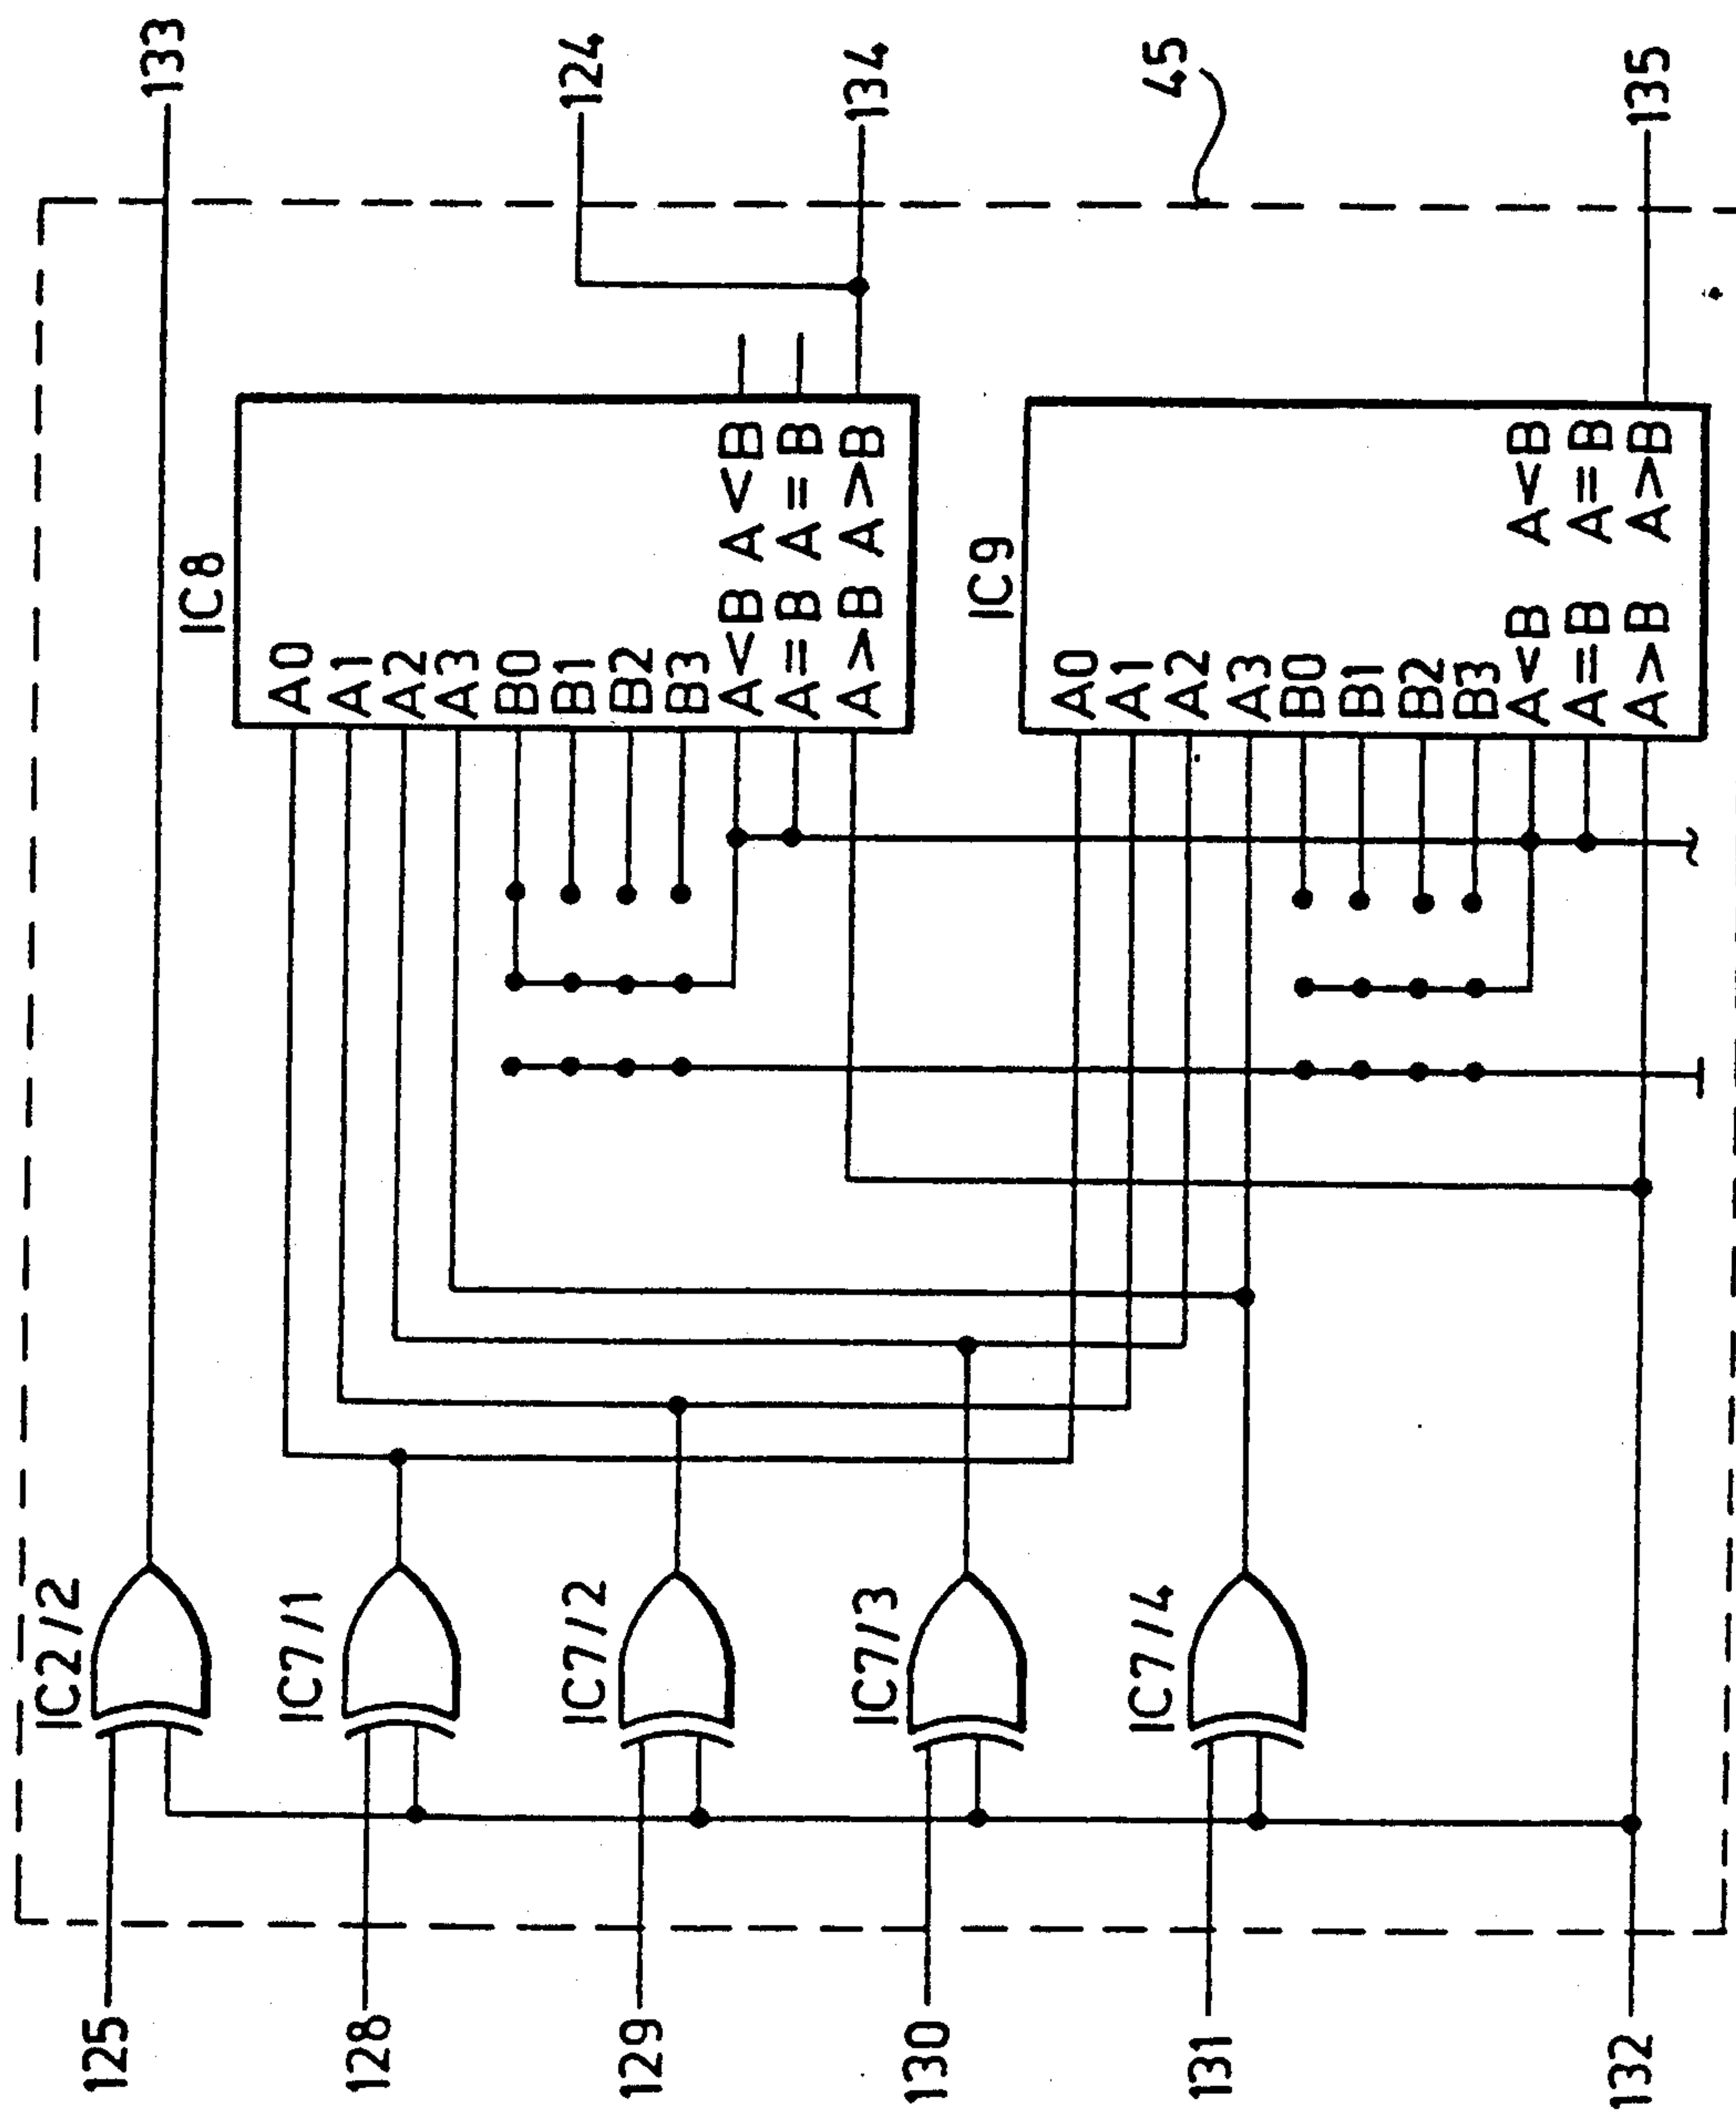 133
124
134
45
135
IC8
A0
A1
A2
A3
B0
B1
B2
B3
A<B A<B
A=B A=B
A>B A>B
IC9
A0
A1
A2
A3
B0
B1
B2
B3
A<B A<B
A=B A=B
A>B A>B
IC2//2
IC7//1
IC7//2
IC7//3
IC7//4
125
128
129
130
131
132